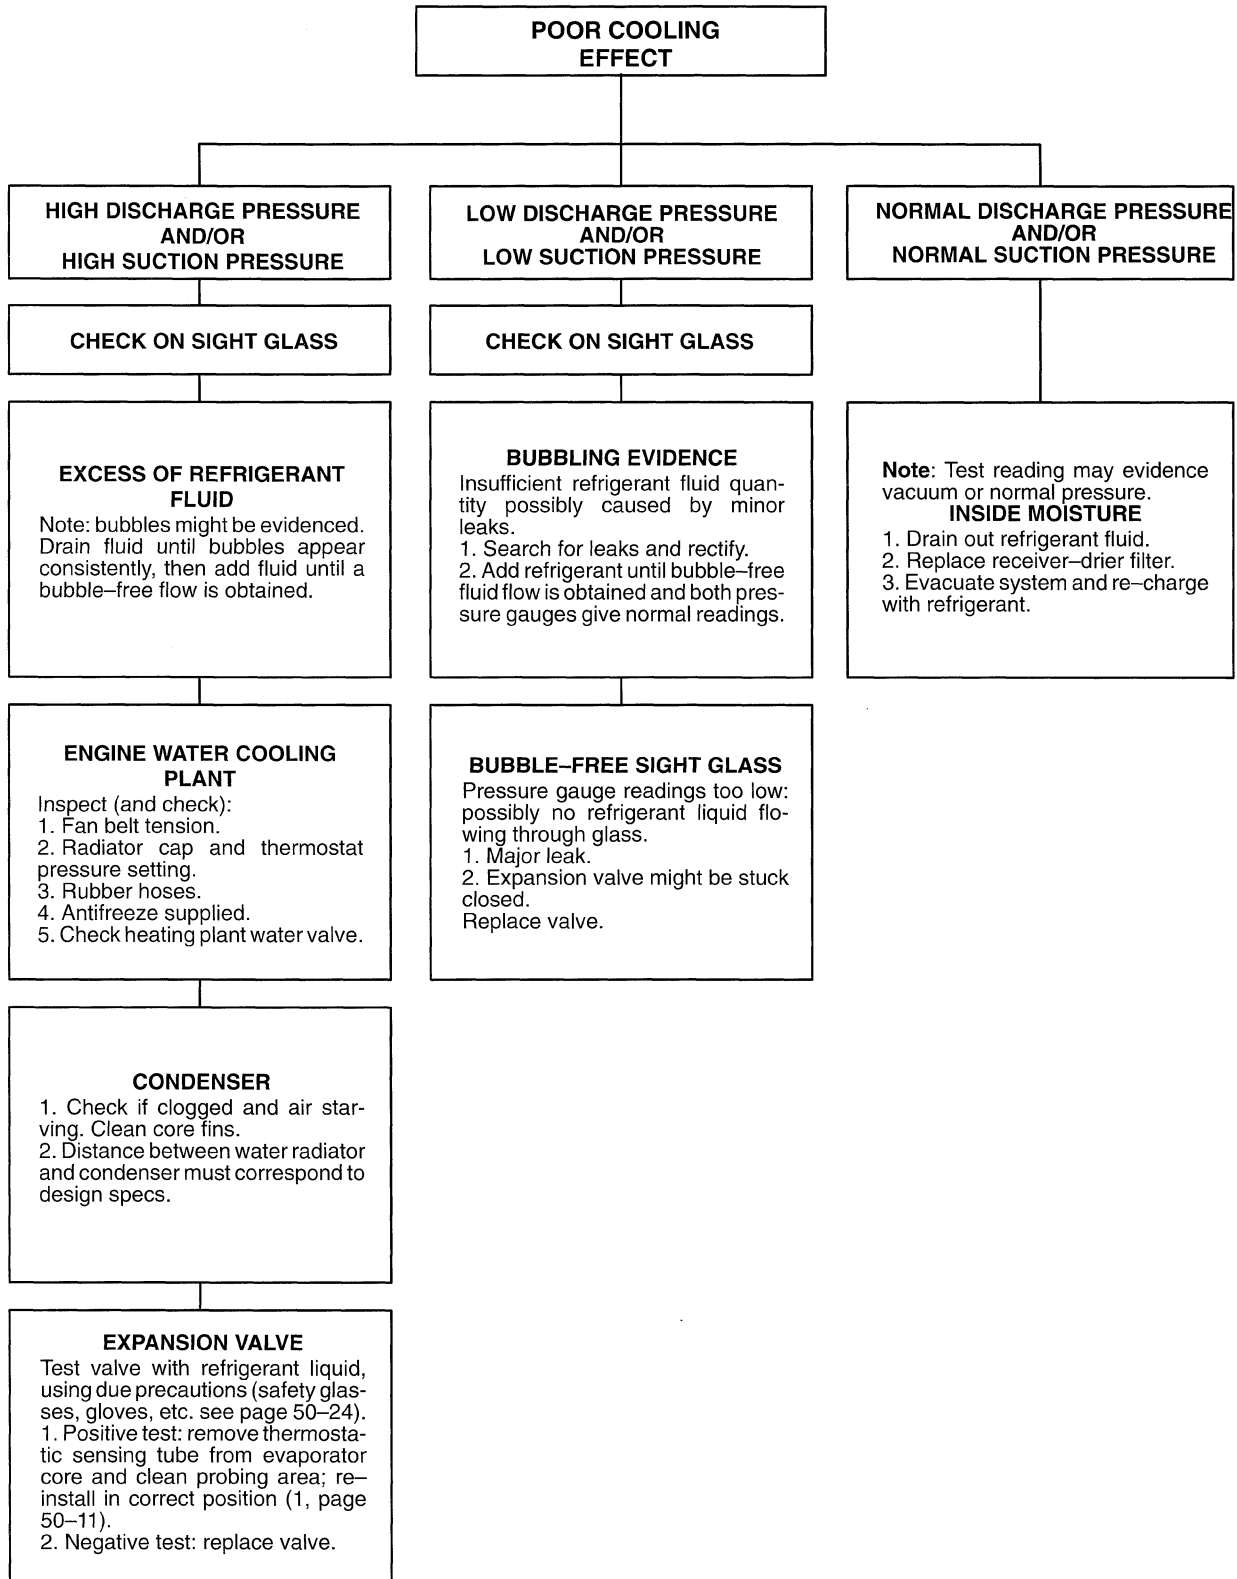 POOR COOLING
EFFECT
HIGH DISCHARGE PRESSURE
AND/OR
HIGH SUCTION PRESSURE
LOW DISCHARGE PRESSURE
AND/OR
LOW SUCTION PRESSURE
NORMAL DISCHARGE PRESSURE
AND/OR
NORMAL SUCTION PRESSURE
CHECK ON SIGHT GLASS
CHECK ON SIGHT GLASS
EXCESS OF REFRIGERANT
FLUID
Note: bubbles might be evidenced.
Drain fluid until bubbles appear
consistently, then add fluid until a
bubble–free flow is obtained.
BUBBLING EVIDENCE
Insufficient refrigerant fluid quan-
tity possibly caused by minor
leaks.
1. Search for leaks and rectify.
2. Add refrigerant until bubble–free
fluid flow is obtained and both pres-
sure gauges give normal readings.
Note: Test reading may evidence
vacuum or normal pressure.
INSIDE MOISTURE
1. Drain out refrigerant fluid.
2. Replace receiver–drier filter.
3. Evacuate system and re–charge
with refrigerant.
ENGINE WATER COOLING
PLANT
Inspect (and check):
1. Fan belt tension.
2. Radiator cap and thermostat
pressure setting.
3. Rubber hoses.
4. Antifreeze supplied.
5. Check heating plant water valve.
BUBBLE–FREE SIGHT GLASS
Pressure gauge readings too low:
possibly no refrigerant liquid flo-
wing through glass.
1. Major leak.
2. Expansion valve might be stuck
closed.
Replace valve.
CONDENSER
1. Check if clogged and air star-
ving. Clean core fins.
2. Distance between water radiator
and condenser must correspond to
design specs.
EXPANSION VALVE
Test valve with refrigerant liquid,
using due precautions (safety glas-
ses, gloves, etc. see page 50–24).
1. Positive test: remove thermosta-
tic sensing tube from evaporator
core and clean probing area; re–
install in correct position (1, page
50–11).
2. Negative test: replace valve.